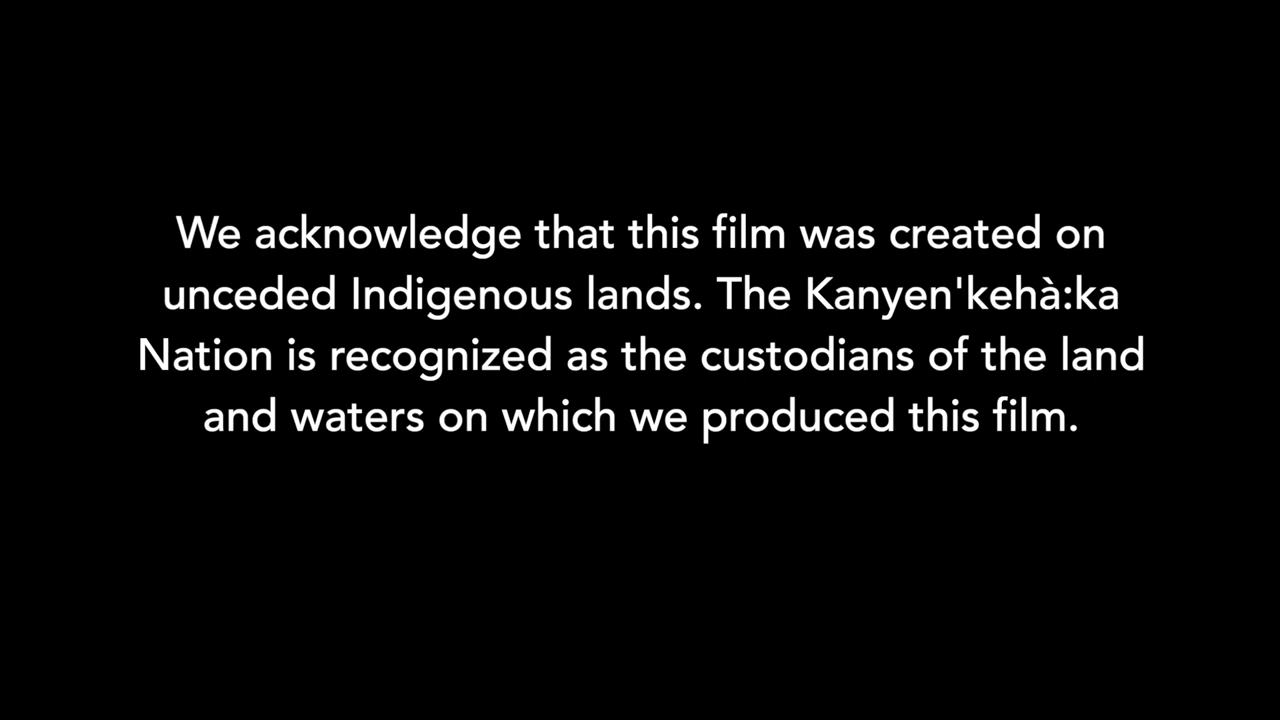 We acknowledge that this film was created on
unceded Indigenous lands. The Kanyen'kehà:ka
Nation is recognized as the custodians of the land
and waters on which we produced this film.